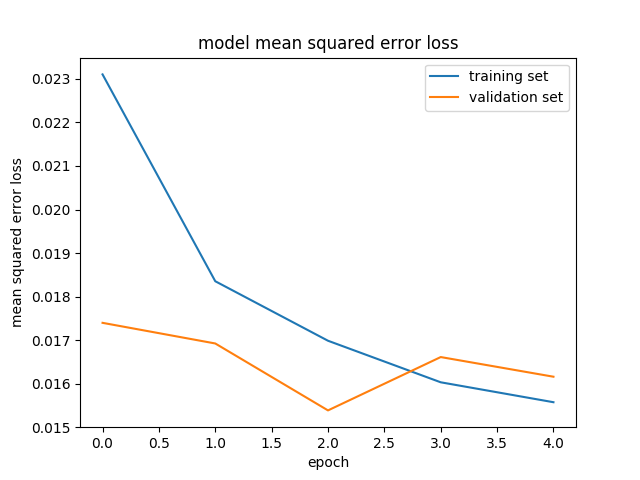 model mean squared error loss
training set
validation set
mean squared error loss
0.023
0.022
0.021
0.020
0.019
0.018
0.017
0.016
0.015
0.0 0.5 1.0 1.5 2.0 2.5 3.0 3.5 4.0
epoch